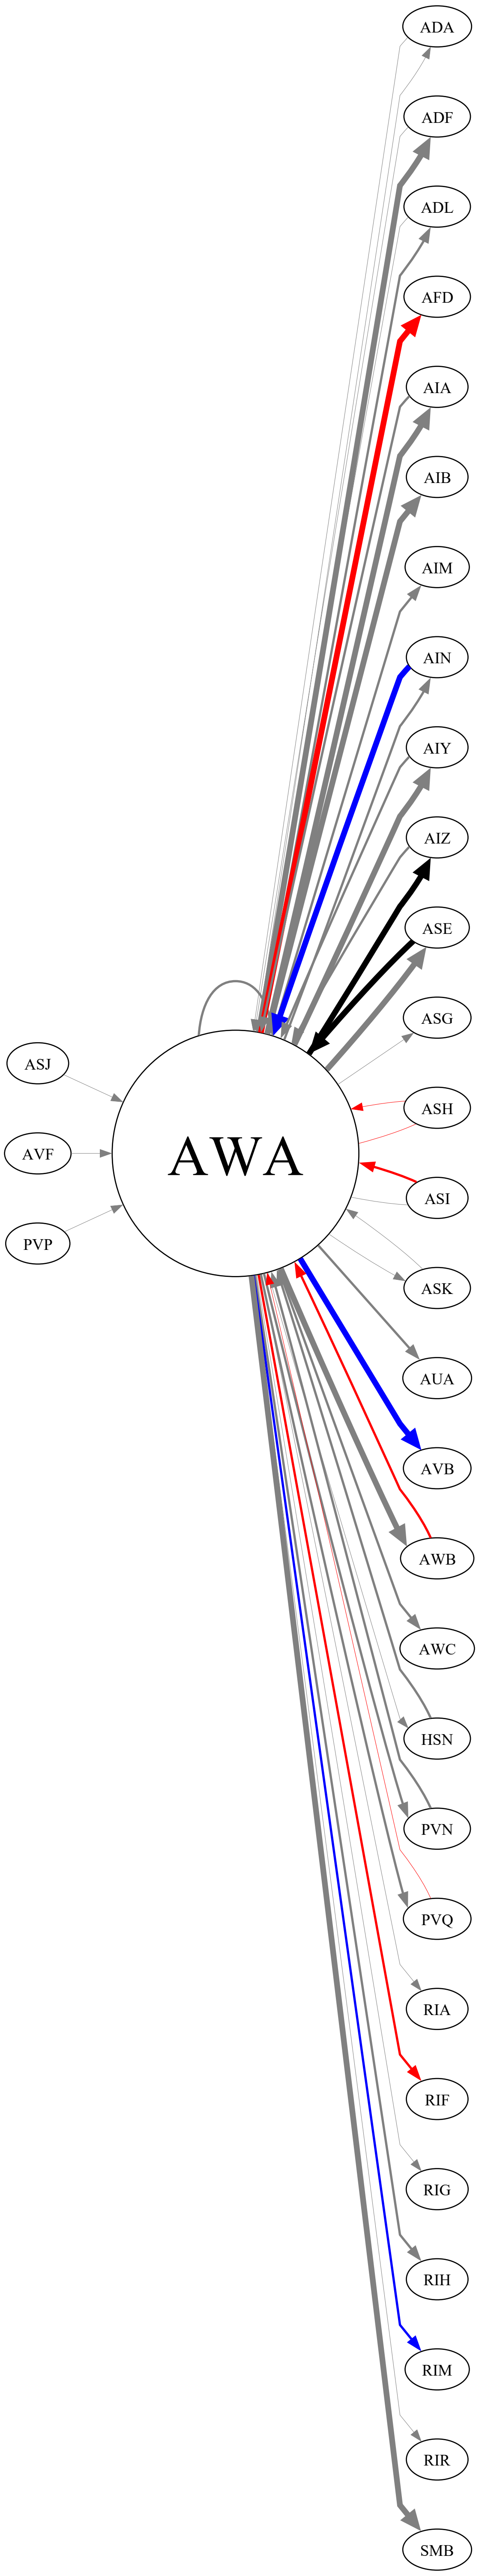 ADA
ADF
ADL
AFD
AIA
AIB
AIM
AIN
AIY
AIZ
ASE
ASG
ASJ
ASH
AVF
AWA
ASI
PVP
ASK
AUA
AVB
AWB
AWC
HSN
PVN
PVQ
RIA
RIF
RIG
RIH
RIM
RIR
SMB